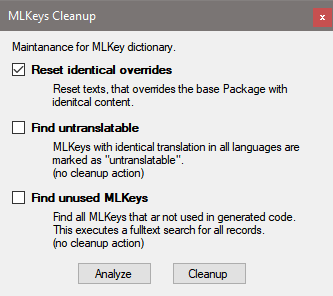 MLKeys Cleanup
x
Maintanance for MLKey dictionary.
Reset identical overrides
Reset texts, that overrides the base Package with
idenitcal content.
Find untranslatable
MLKeys with identical translation in all languages are
marked as "untranslatable".
(no cleanup action)
Find unused MLKeys
Find all MLKeys that ar not used in generated code.
This executes a fulltext search for all records.
(no cleanup action)
Analyze Cleanup